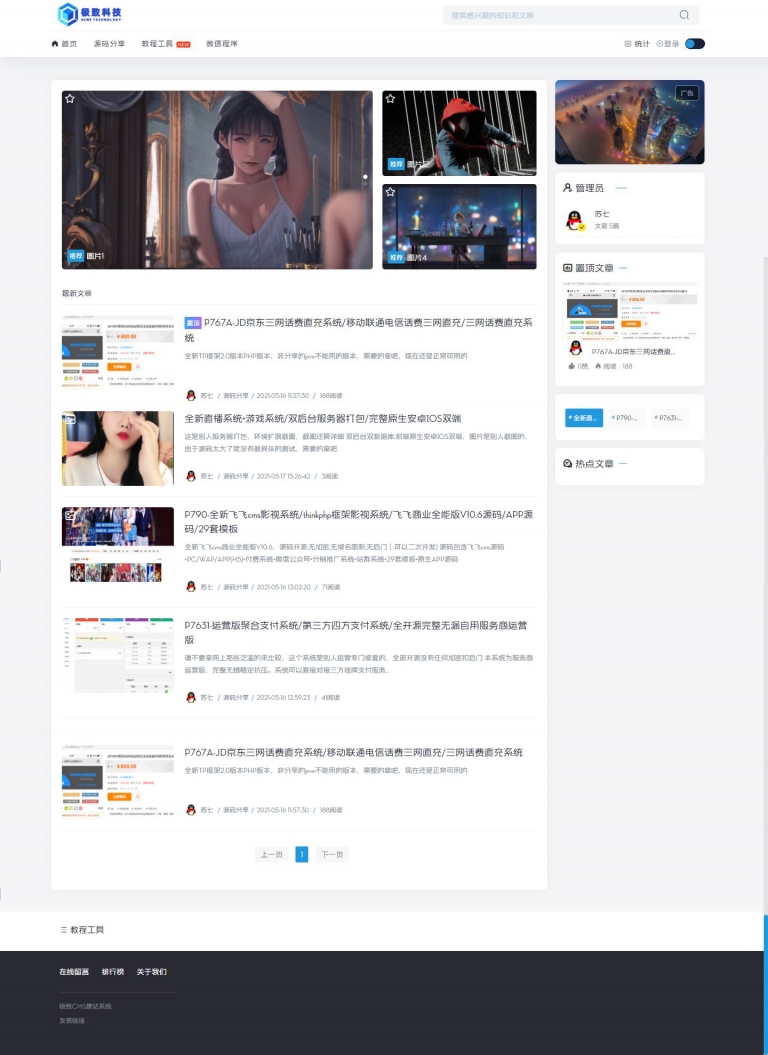 极致科技
ACMS TECHNOLOGY
搜索感兴趣的知识和文章
首页
源码分享
教程工具 NEW
微信程序
统计
登录
推荐 图片1
推荐
推荐 图片4
广告
管理员
苏七
文章 5篇
置顶文章
P767A-JD京东三网话费直...
0赞, 阅读:188
# 全新直...
# P790-...
# P7631-...
热点文章
最新文章
置顶 P767A-JD京东三网话费直充系统/移动联通电信话费三网直充/三网话费直充系
统
全新TP框架2.0版本PHP版本，非分享的java不能用的版本，需要的拿吧，现在还是正常可用的
苏七 / 源码分享 / 2021-05-16 11:57:30 / 188阅读
全新直播系统+游戏系统/双后台服务器打包/完整原生安卓IOS双端
这是别人服务器打包，环境扩展截图，截图还算详细 双后台双数据库,前端原生安卓IOS双端，图片是别人截图的，
由于源码太大了就没有做具体的测试，需要的拿吧
苏七 / 源码分享 / 2021-05-17 15:26:42 / 3阅读
P790-全新飞飞cms影视系统/thinkphp框架影视系统/飞飞商业全能版V10.6源码/APP源
码/29套模板
全新飞飞cms商业全能版V10.6，源码开源,无加密,无域名限制,无后门（可以二次开发) 源码包含飞飞cms源码
+PC/WAP/APP(H5)+付费系统+微信公众号+分销推广系统+站群系统+29套模板+原生APP源码
苏七 / 源码分享 / 2021-05-16 13:02:20 / 71阅读
P7631-运营版聚合支付系统/第三方四方支付系统/全开源完整无漏自用服务商运营
版
请不要拿网上那些泛滥的来比较，这个系统是别人运营专门修复的，全部开源没有任何加密和后门 本系统为服务商
运营版，完整无错稳定抗压。系统可以直接对接三方挂牌支付服务...
苏七 / 源码分享 / 2021-05-16 12:59:23 / 41阅读
P767A-JD京东三网话费直充系统/移动联通电信话费三网直充/三网话费直充系统
全新TP框架2.0版本PHP版本，非分享的java不能用的版本，需要的拿吧，现在还是正常可用的
苏七 / 源码分享 / 2021-05-16 11:57:30 / 188阅读
上一页 1 下一页
教程工具
在线留言 排行榜 关于我们
极致CMS建站系统
友情链接：